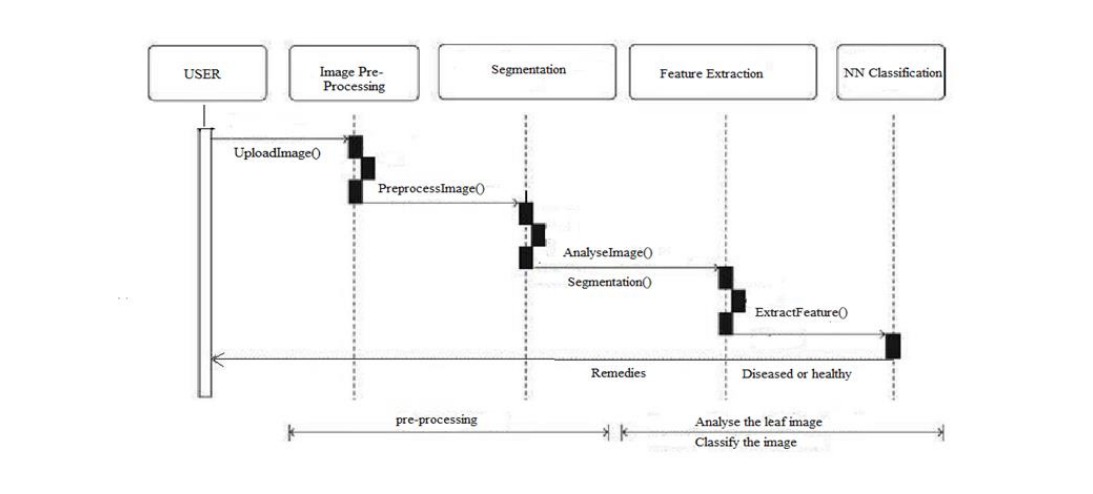 USER
Image Pre-
Processing
Segmentation
Feature Extraction
NN Classification
UploadImage()
PreprocessImage()
AnalyseImage()
Segmentation()
ExtractFeature()
Remedies
Diseased or healthy
pre-processing
Analyse the leaf image
Classify the image